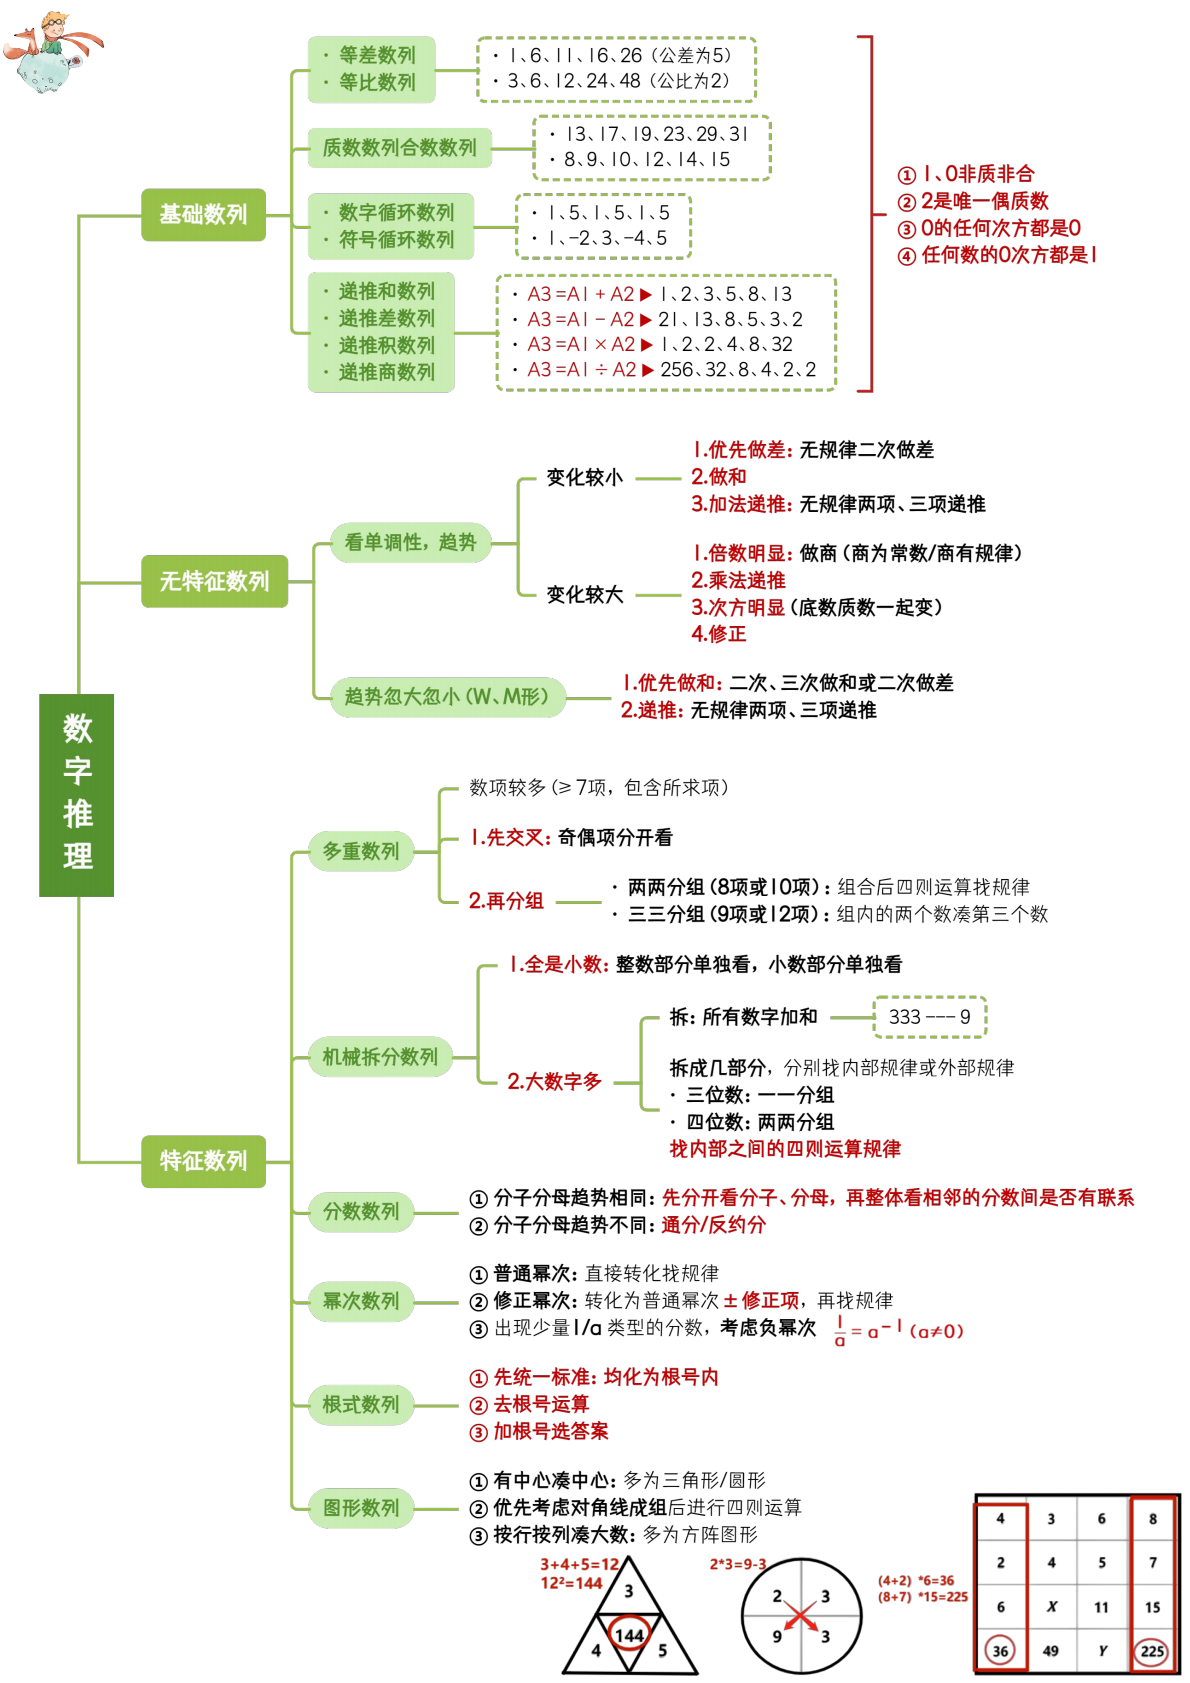 数字推理
基础数列
· 等差数列
· 等比数列
· 1、6、11、16、26（公差为5）
· 3、6、12、24、48（公比为2）
质数数列合数数列
· 13、17、19、23、29、31
· 8、9、10、12、14、15
· 数字循环数列
· 符号循环数列
· 1、5、1、5、1、5
· 1、-2、3、-4、5
· 递推和数列
· 递推差数列
· 递推积数列
· 递推商数列
· A3=A1+A2▶1、2、3、5、8、13
· A3=A1-A2▶21、13、8、5、3、2
· A3=A1×A2▶1、2、2、4、8、32
· A3=A1÷A2▶256、32、8、4、2、2
① 1、0非质非合
② 2是唯一偶质数
③ 0的任何次方都是0
④ 任何数的0次方都是1
无特征数列
看单调性，趋势
变化较小
1.优先做差：无规律二次做差
2.做和
3.加法递推：无规律两项、三项递推
变化较大
1.倍数明显：做商（商为常数/商有规律）
2.乘法递推
3.次方明显（底数质数一起变）
4.修正
趋势忽大忽小（W、M形）
1.优先做和：二次、三次做和或二次做差
2.递推：无规律两项、三项递推
特征数列
多重数列
数项较多（≥7项，包含所求项）
1.先交叉：奇偶项分开看
2.再分组
· 两两分组（8项或10项）：组合后四则运算找规律
· 三三分组（9项或12项）：组内的两个数凑第三个数
机械拆分数列
1.全是小数：整数部分单独看，小数部分单独看
2.大数字多
拆：所有数字加和
333---9
拆成几部分，分别找内部规律或外部规律
· 三位数：一一分组
· 四位数：两两分组
找内部之间的四则运算规律
分数数列
① 分子分母趋势相同：先分开看分子、分母，再整体看相邻的分数间是否有联系
② 分子分母趋势不同：通分/反约分
幂次数列
① 普通幂次：直接转化找规律
② 修正幂次：转化为普通幂次±修正项，再找规律
③ 出现少量1/a 类型的分数，考虑负幂次 1/a=a⁻¹（a≠0）
根式数列
① 先统一标准：均化为根号内
② 去根号运算
③ 加根号选答案
图形数列
① 有中心凑中心：多为三角形/圆形
② 优先考虑对角线成组后进行四则运算
③ 按行按列凑大数：多为方阵图形
3+4+5=12
12²=144
3
144
4 5
2*3=9-3
2 3
9 3
(4+2) *6=36
(8+7) *15=225
4 3 6 8
2 4 5 7
6 X 11 15
36 49 Y 225